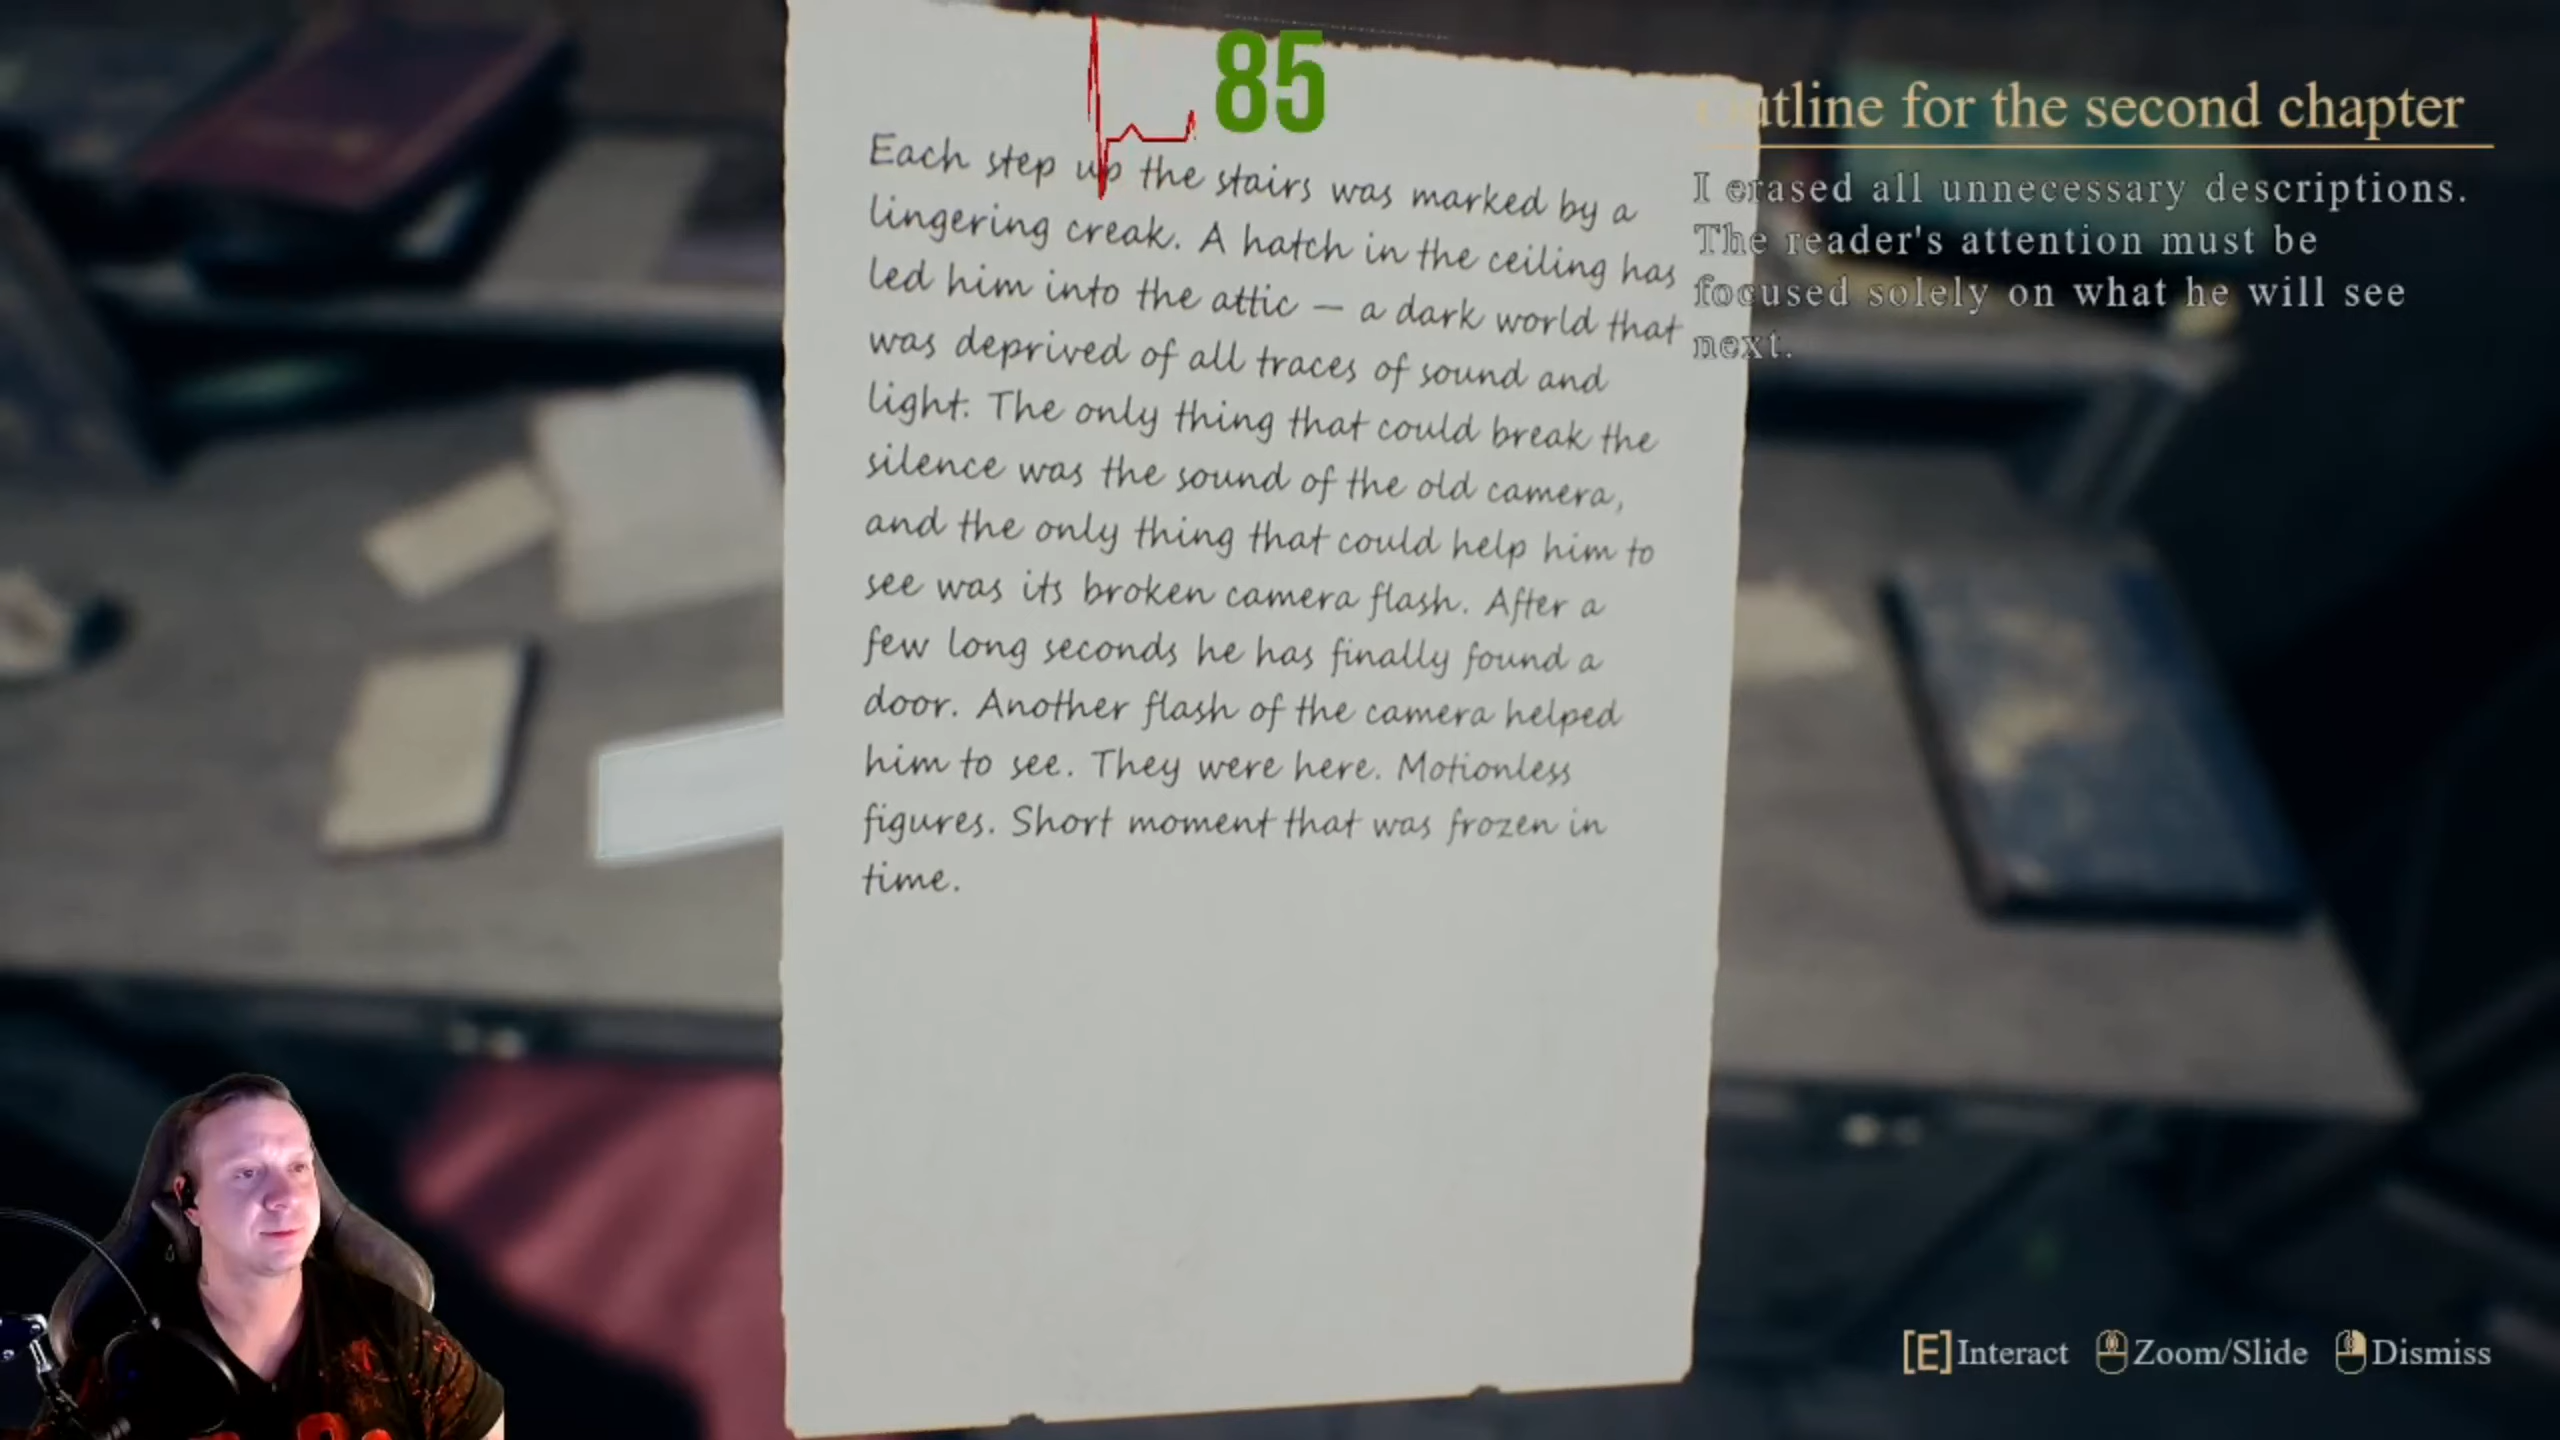 85
Each step up the stairs was marked by a
lingering creak. A hatch in the ceiling has
led him into the attic — a dark world that
was deprived of all traces of sound and
light. The only thing that could break the
silence was the sound of the old camera,
and the only thing that could help him to
see was its broken camera flash. After a
few long seconds he has finally found a
door. Another flash of the camera helped
him to see. They were here. Motionless
figures. Short moment that was frozen in
time.
Outline for the second chapter
I erased all unnecessary descriptions.
The reader's attention must be
focused solely on what he will see
next.
[E]Interact Zoom/Slide Dismiss